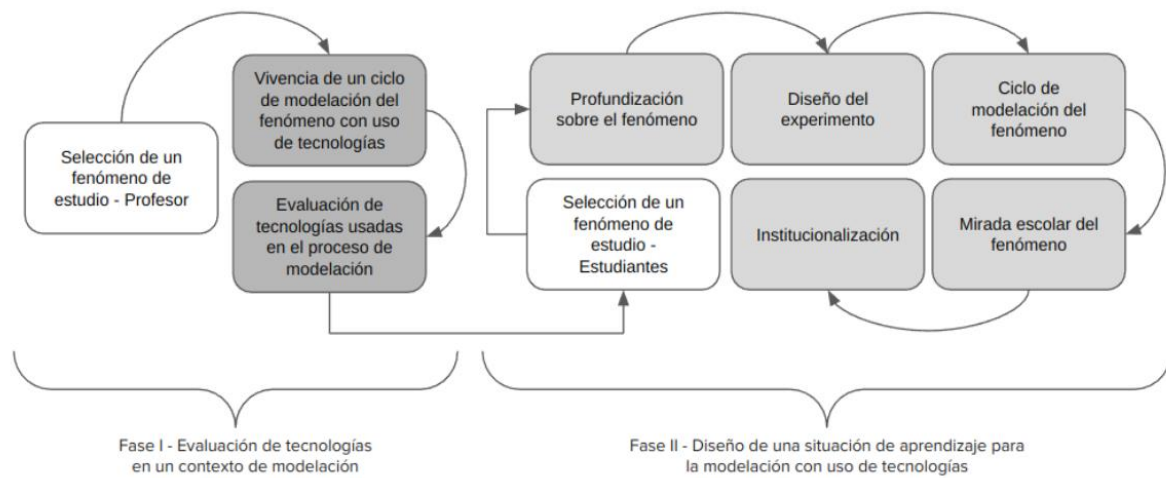 Selección de un
fenómeno de
estudio - Profesor
Vivencia de un ciclo
de modelación del
fenómeno con uso
de tecnologías
Evaluación de
tecnologías usadas
en el proceso de
modelación
Profundización
sobre el fenómeno
Diseño del
experimento
Ciclo de
modelación del
fenómeno
Selección de un
fenómeno de
estudio -
Estudiantes
Institucionalización
Mirada escolar del
fenómeno
Fase I - Evaluación de tecnologías
en un contexto de modelación
Fase II - Diseño de una situación de aprendizaje para
la modelación con uso de tecnologías